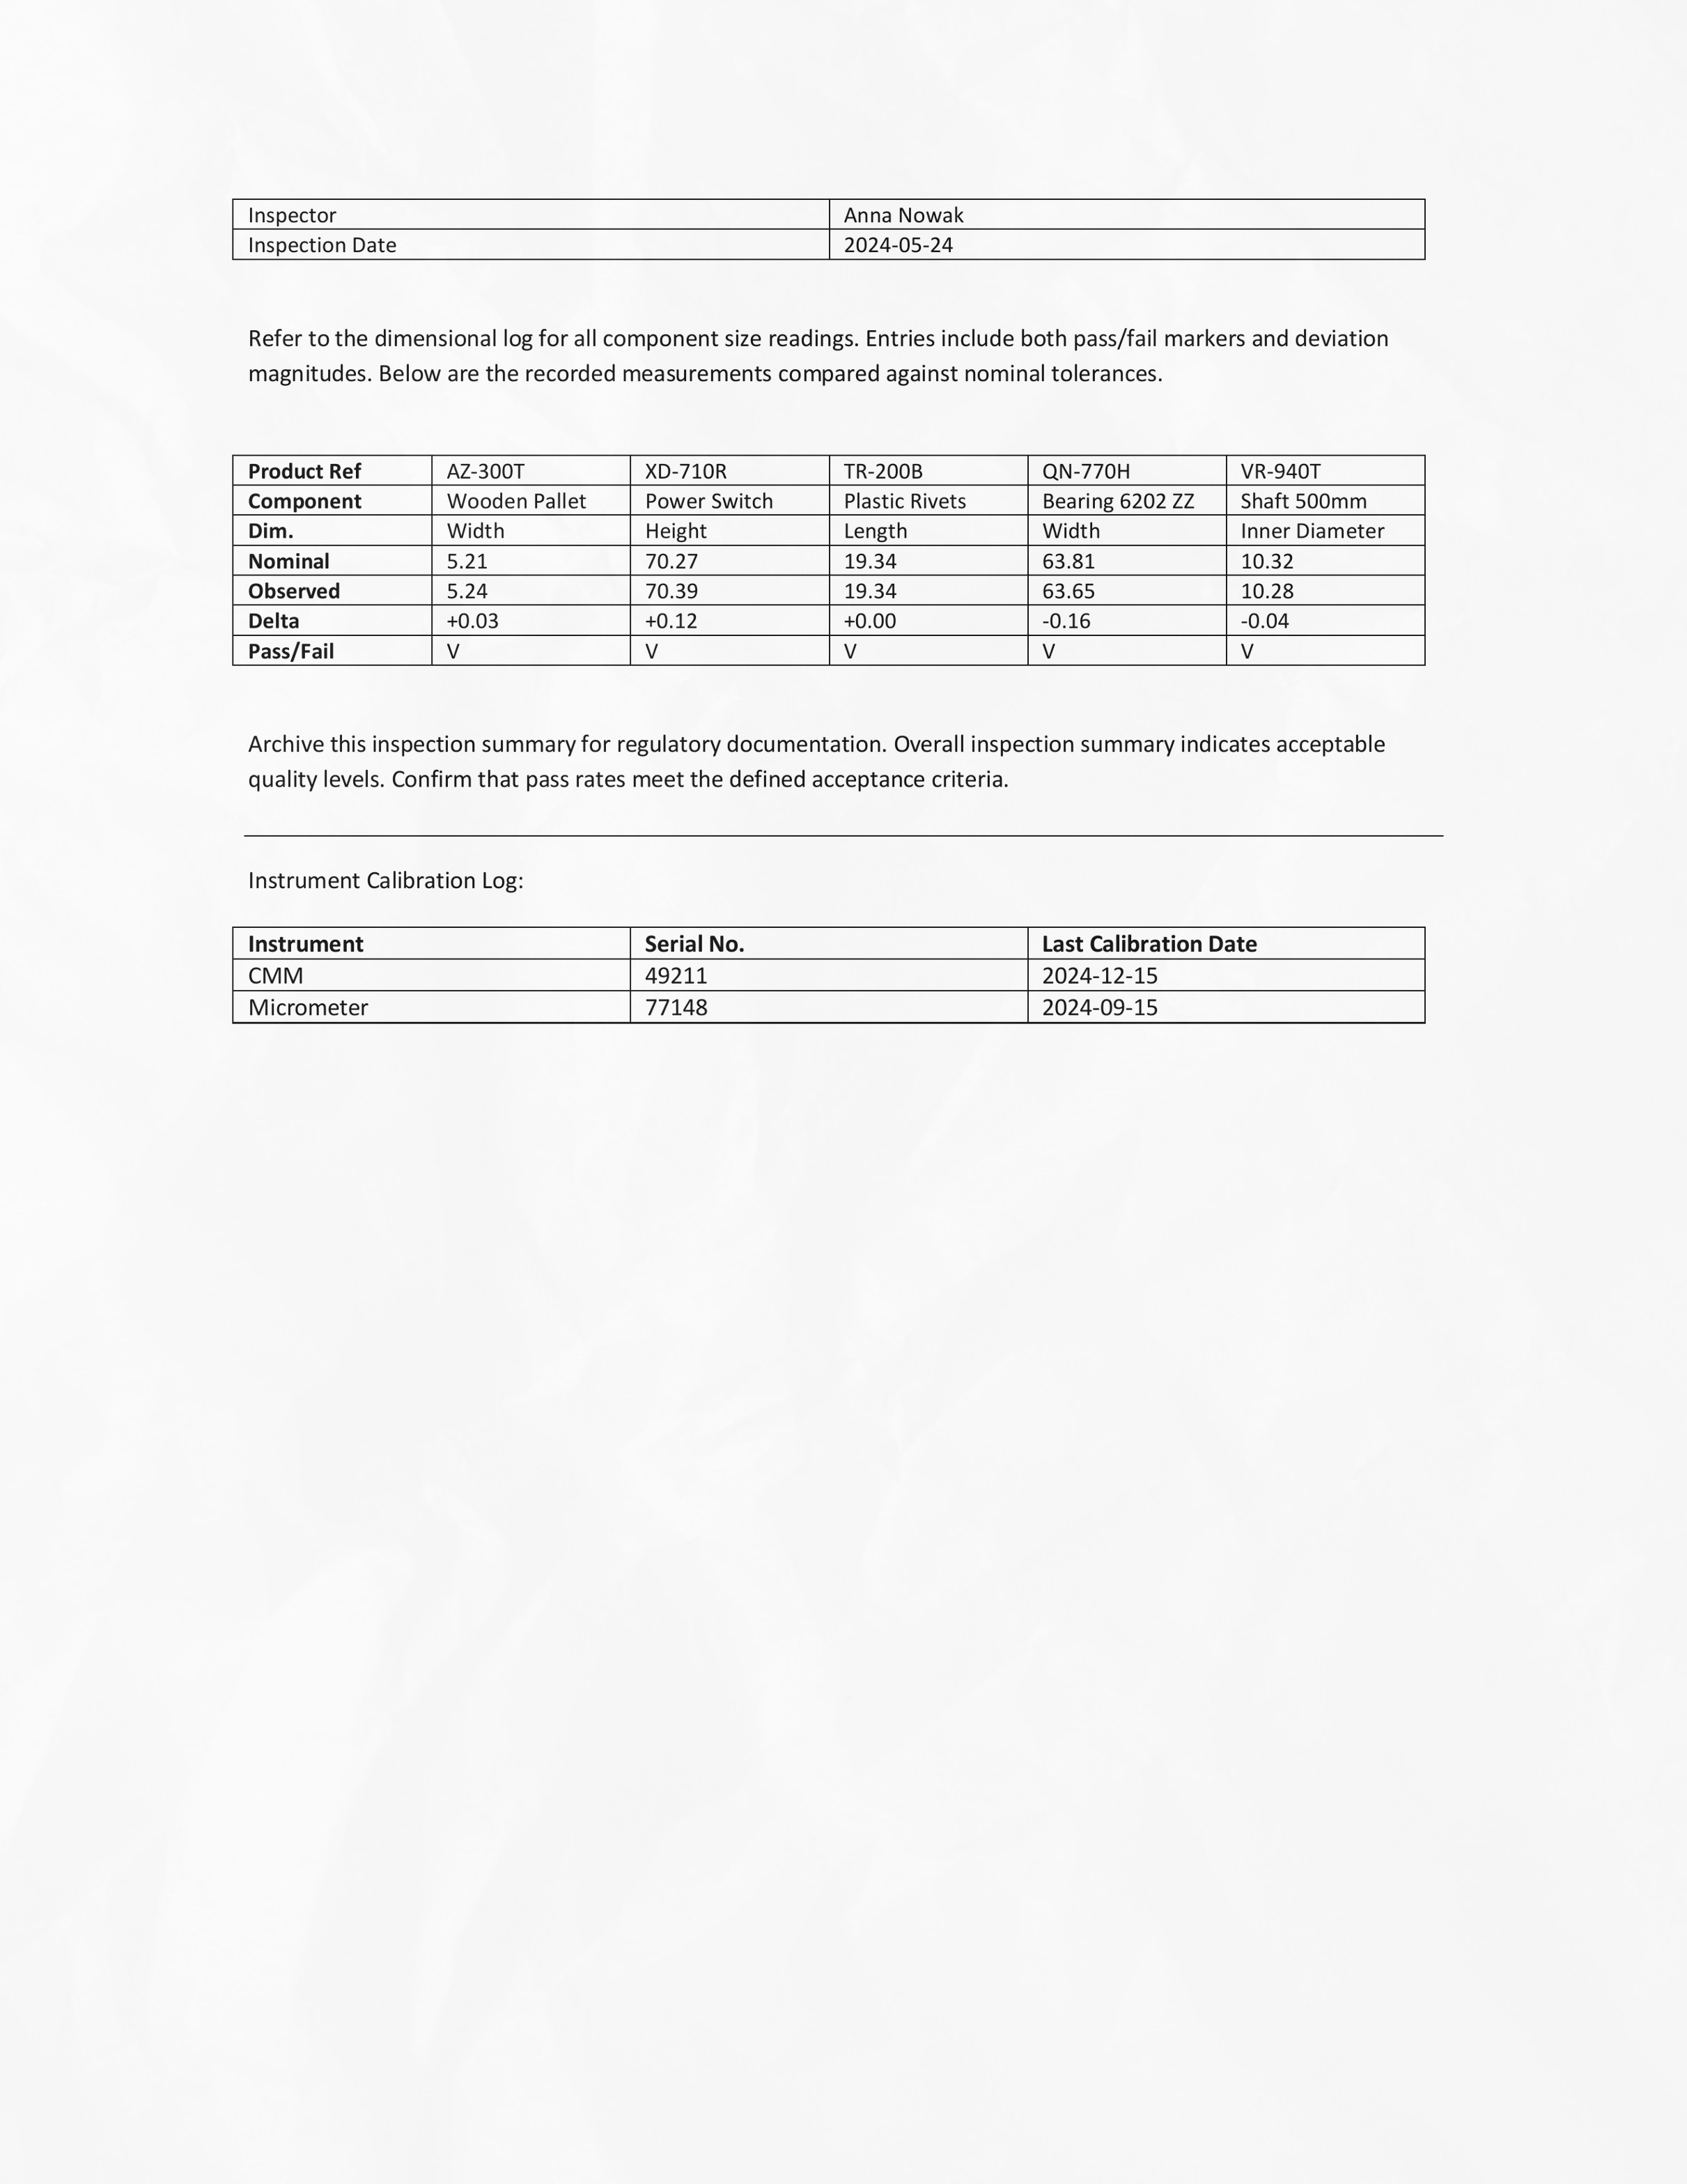 Inspector Anna Nowak
Inspection Date 2024-05-24
Refer to the dimensional log for all component size readings. Entries include both pass/fail markers and deviation
magnitudes. Below are the recorded measurements compared against nominal tolerances.
Product Ref AZ-300T XD-710R TR-200B QN-770H VR-940T
Component Wooden Pallet Power Switch Plastic Rivets Bearing 6202 ZZ Shaft 500mm
Dim. Width Height Length Width Inner Diameter
Nominal 5.21 70.27 19.34 63.81 10.32
Observed 5.24 70.39 19.34 63.65 10.28
Delta +0.03 +0.12 +0.00 -0.16 -0.04
Pass/Fail V V V V V
Archive this inspection summary for regulatory documentation. Overall inspection summary indicates acceptable
quality levels. Confirm that pass rates meet the defined acceptance criteria.
Instrument Calibration Log:
Instrument Serial No. Last Calibration Date
CMM 49211 2024-12-15
Micrometer 77148 2024-09-15